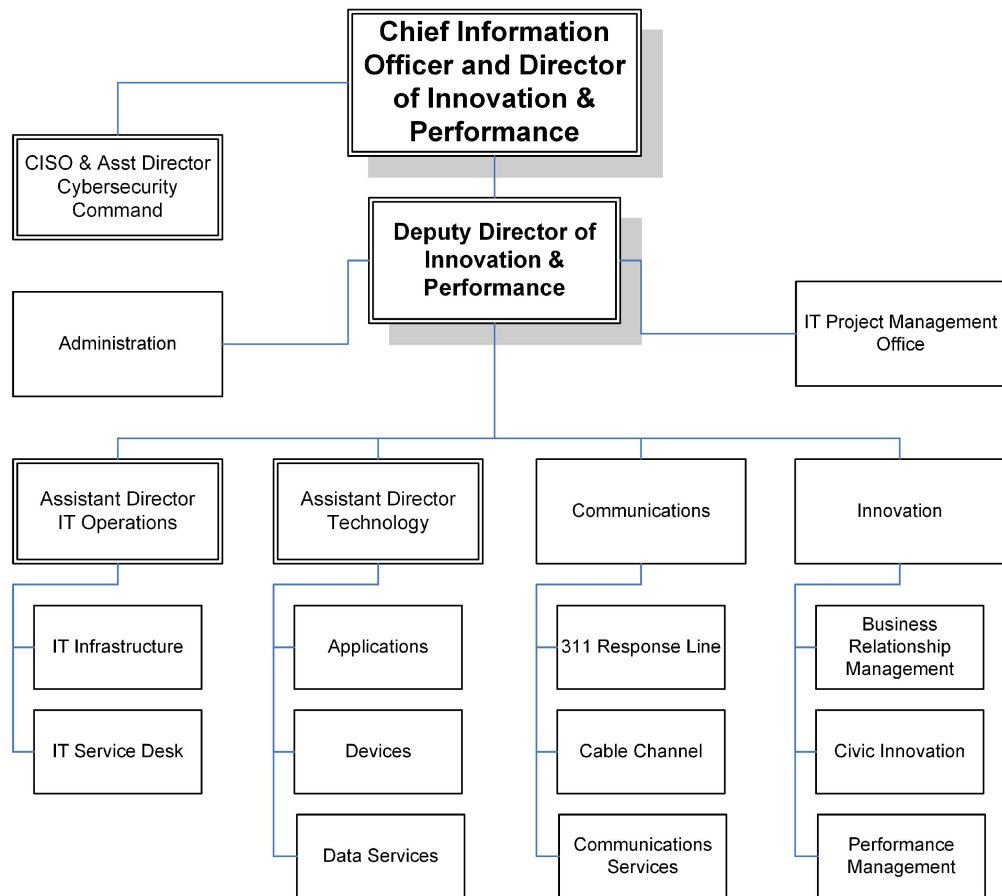 Chief Information
Officer and Director
of Innovation &
Performance
CISO & Asst Director
Cybersecurity
Command
Deputy Director of
Innovation &
Performance
Administration
IT Project Management
Office
Assistant Director
IT Operations
Assistant Director
Technology
Communications
Innovation
IT Infrastructure
Applications
311 Response Line
Business
Relationship
Management
IT Service Desk
Devices
Cable Channel
Civic Innovation
Data Services
Communications
Services
Performance
Management